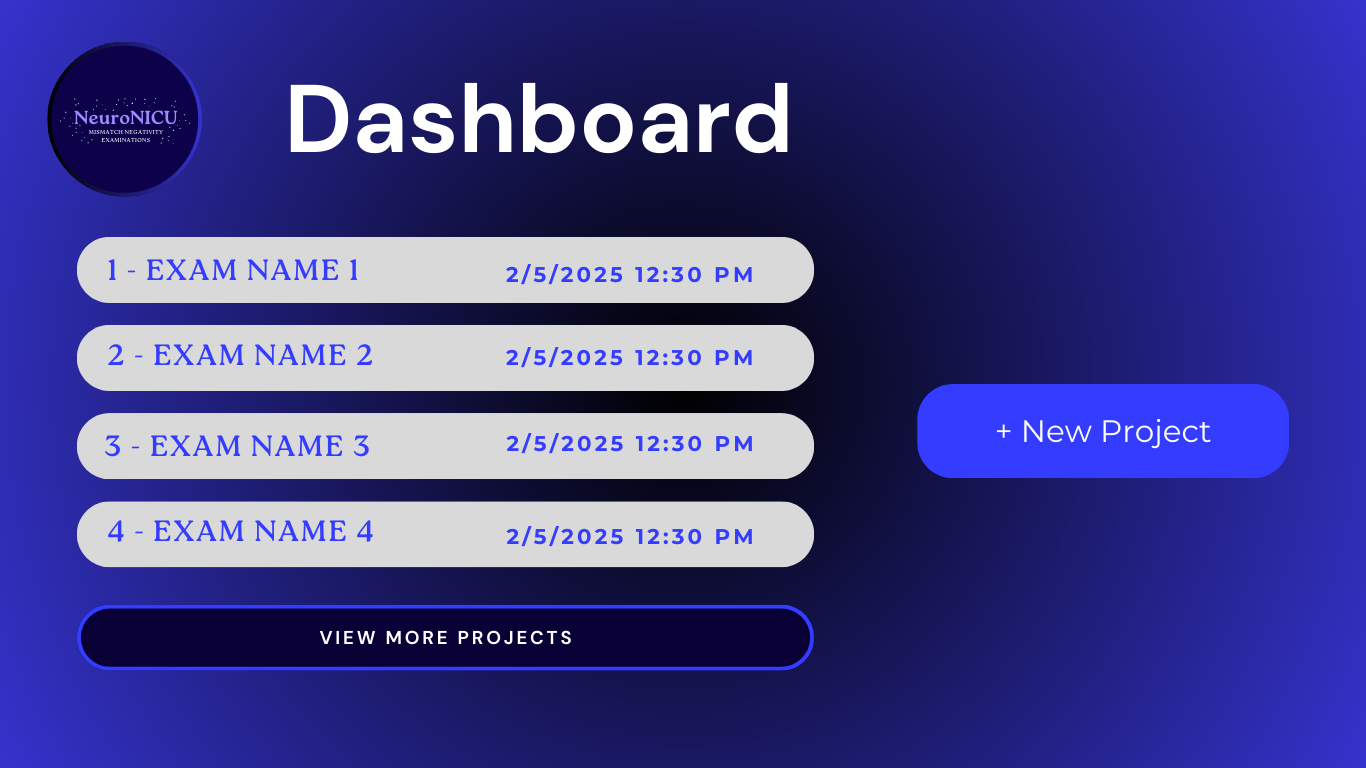 NeuroNICU
MISMATCH NEGATIVITY
EXAMINATIONS
Dashboard
1 - EXAM NAME 1 2/5/2025 12:30 PM
2 - EXAM NAME 2 2/5/2025 12:30 PM
3 - EXAM NAME 3 2/5/2025 12:30 PM
4 - EXAM NAME 4 2/5/2025 12:30 PM
+ New Project
VIEW MORE PROJECTS